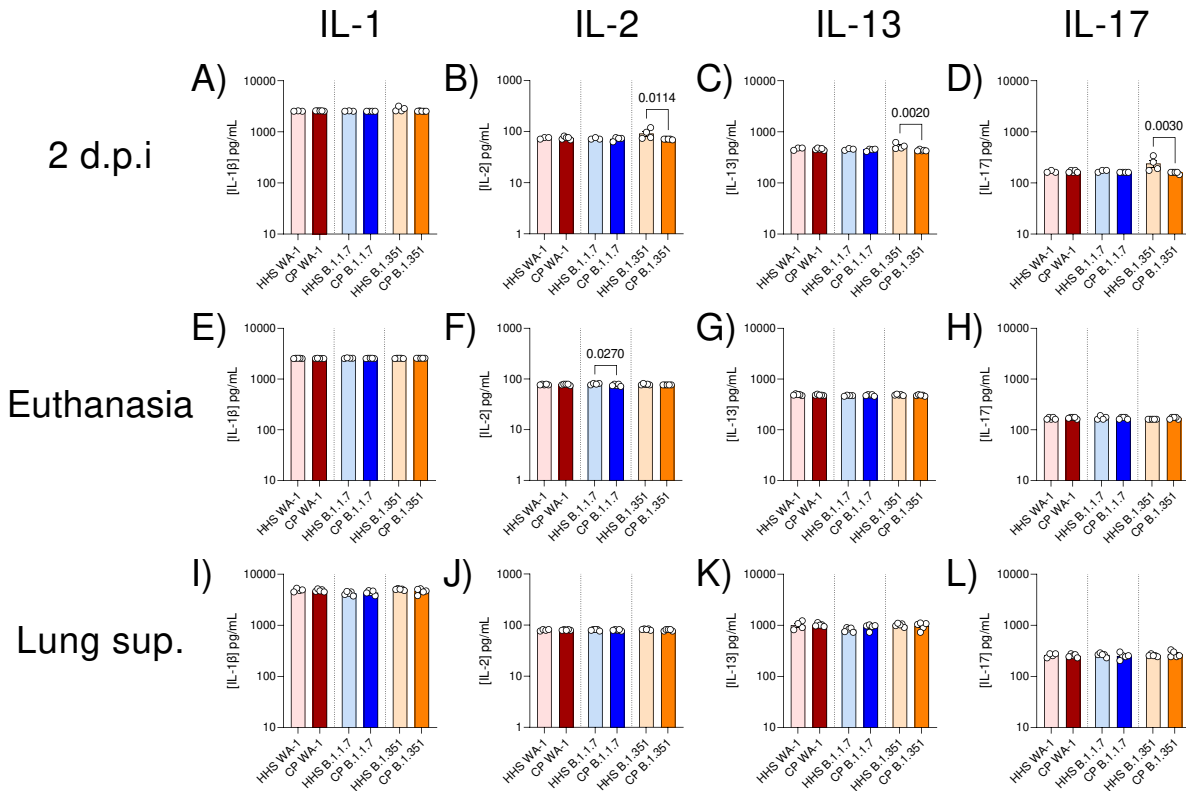 IL-1 IL-2 IL-13 IL-17
2 d.p.i
A)
[IL-1β] pg/mL
10000
1000
100
10
HHS WA-1
CP WA-1
HHS B.1.1.7
CP B.1.1.7
HHS B.1.351
CP B.1.351
B)
[IL-2] pg/mL
1000
100
10
1
0.0114
HHS WA-1
CP WA-1
HHS B.1.1.7
CP B.1.1.7
HHS B.1.351
CP B.1.351
C)
[IL-13] pg/mL
10000
1000
100
10
0.0020
HHS WA-1
CP WA-1
HHS B.1.1.7
CP B.1.1.7
HHS B.1.351
CP B.1.351
D)
[IL-17] pg/mL
10000
1000
100
10
0.0030
HHS WA-1
CP WA-1
HHS B.1.1.7
CP B.1.1.7
HHS B.1.351
CP B.1.351
Euthanasia
E)
[IL-1β] pg/mL
10000
1000
100
10
HHS WA-1
CP WA-1
HHS B.1.1.7
CP B.1.1.7
HHS B.1.351
CP B.1.351
F)
[IL-2] pg/mL
1000
100
10
1
0.0270
HHS WA-1
CP WA-1
HHS B.1.1.7
CP B.1.1.7
HHS B.1.351
CP B.1.351
G)
[IL-13] pg/mL
10000
1000
100
10
HHS WA-1
CP WA-1
HHS B.1.1.7
CP B.1.1.7
HHS B.1.351
CP B.1.351
H)
[IL-17] pg/mL
10000
1000
100
10
HHS WA-1
CP WA-1
HHS B.1.1.7
CP B.1.1.7
HHS B.1.351
CP B.1.351
Lung sup.
I)
[IL-1β] pg/mL
10000
1000
100
10
HHS WA-1
CP WA-1
HHS B.1.1.7
CP B.1.1.7
HHS B.1.351
CP B.1.351
J)
[IL-2] pg/mL
1000
100
10
1
HHS WA-1
CP WA-1
HHS B.1.1.7
CP B.1.1.7
HHS B.1.351
CP B.1.351
K)
[IL-13] pg/mL
10000
1000
100
10
HHS WA-1
CP WA-1
HHS B.1.1.7
CP B.1.1.7
HHS B.1.351
CP B.1.351
L)
[IL-17] pg/mL
10000
1000
100
10
HHS WA-1
CP WA-1
HHS B.1.1.7
CP B.1.1.7
HHS B.1.351
CP B.1.351